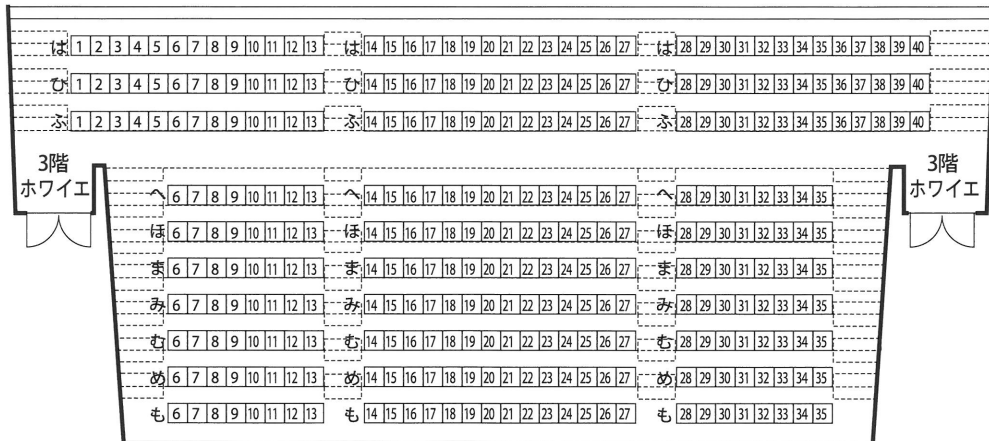 は 1 2 3 4 5 6 7 8 9 10 11 12 13 は 14 15 16 17 18 19 20 21 22 23 24 25 26 27 は 28 29 30 31 32 33 34 35 36 37 38 39 40
ひ 1 2 3 4 5 6 7 8 9 10 11 12 13 ひ 14 15 16 17 18 19 20 21 22 23 24 25 26 27 ひ 28 29 30 31 32 33 34 35 36 37 38 39 40
ふ 1 2 3 4 5 6 7 8 9 10 11 12 13 ふ 14 15 16 17 18 19 20 21 22 23 24 25 26 27 ふ 28 29 30 31 32 33 34 35 36 37 38 39 40
3階
ホワイエ
3階
ホワイエ
へ 6 7 8 9 10 11 12 13 へ 14 15 16 17 18 19 20 21 22 23 24 25 26 27 へ 28 29 30 31 32 33 34 35
ほ 6 7 8 9 10 11 12 13 ほ 14 15 16 17 18 19 20 21 22 23 24 25 26 27 ほ 28 29 30 31 32 33 34 35
ま 6 7 8 9 10 11 12 13 ま 14 15 16 17 18 19 20 21 22 23 24 25 26 27 ま 28 29 30 31 32 33 34 35
み 6 7 8 9 10 11 12 13 み 14 15 16 17 18 19 20 21 22 23 24 25 26 27 み 28 29 30 31 32 33 34 35
む 6 7 8 9 10 11 12 13 む 14 15 16 17 18 19 20 21 22 23 24 25 26 27 む 28 29 30 31 32 33 34 35
め 6 7 8 9 10 11 12 13 め 14 15 16 17 18 19 20 21 22 23 24 25 26 27 め 28 29 30 31 32 33 34 35
も 6 7 8 9 10 11 12 13 も 14 15 16 17 18 19 20 21 22 23 24 25 26 27 も 28 29 30 31 32 33 34 35